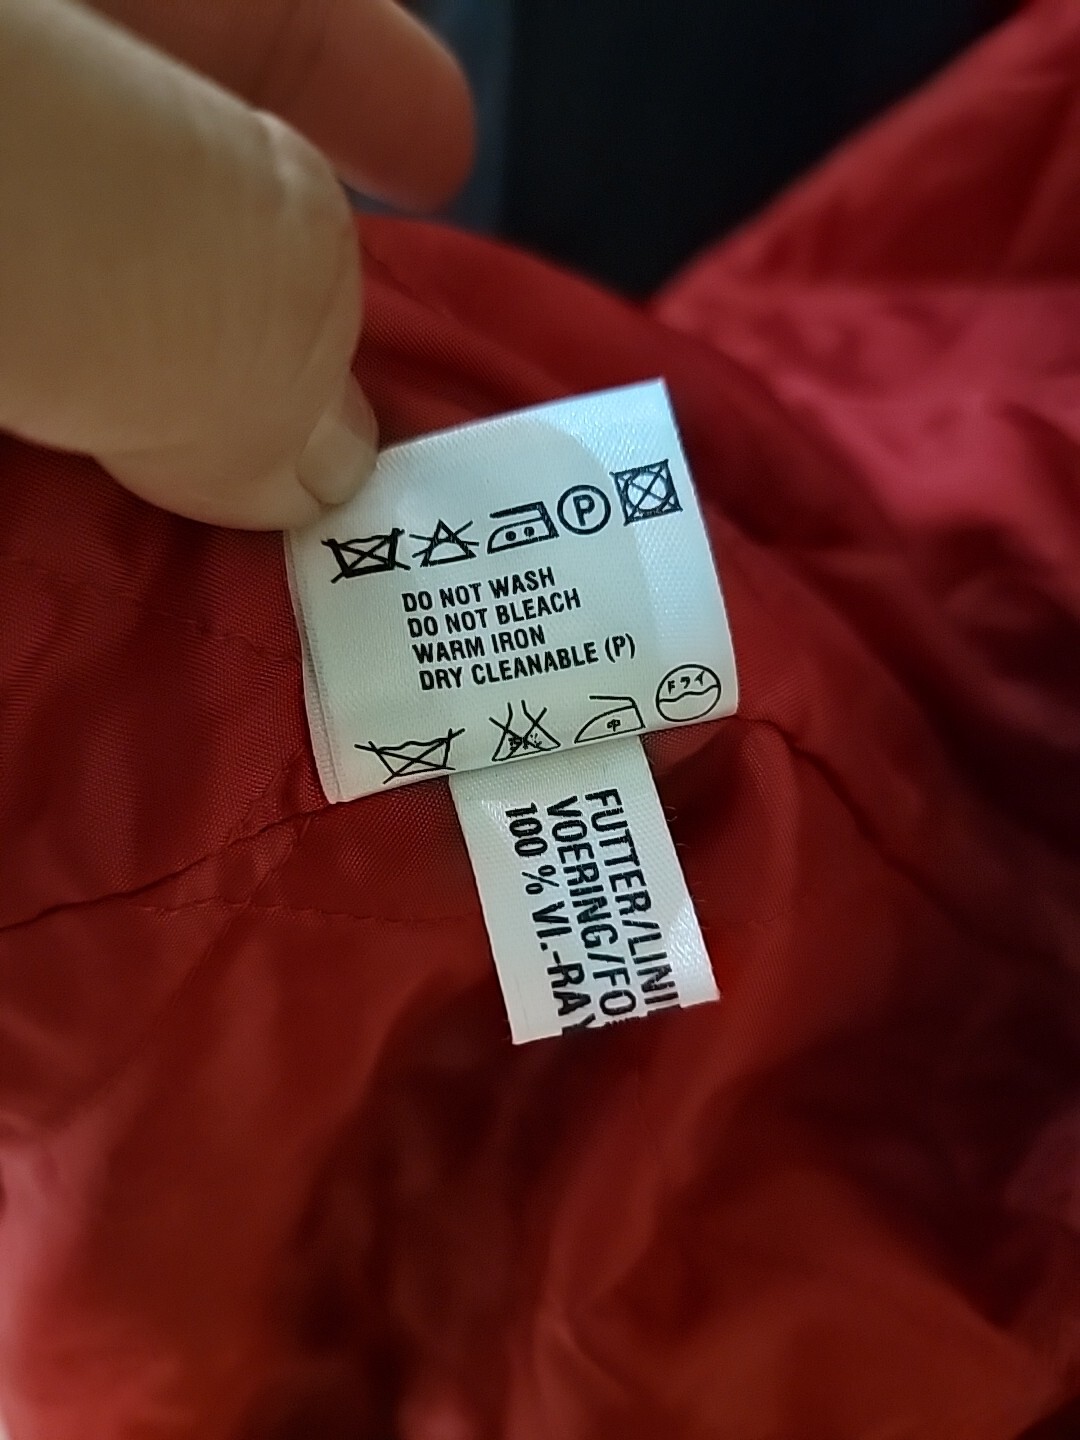 P
DO NOT WASH
DO NOT BLEACH
WARM IRON
DRY CLEANABLE (P)
中
ドライ
FUTTER/LINI
VOERING/FO
100 % VI.-RAY